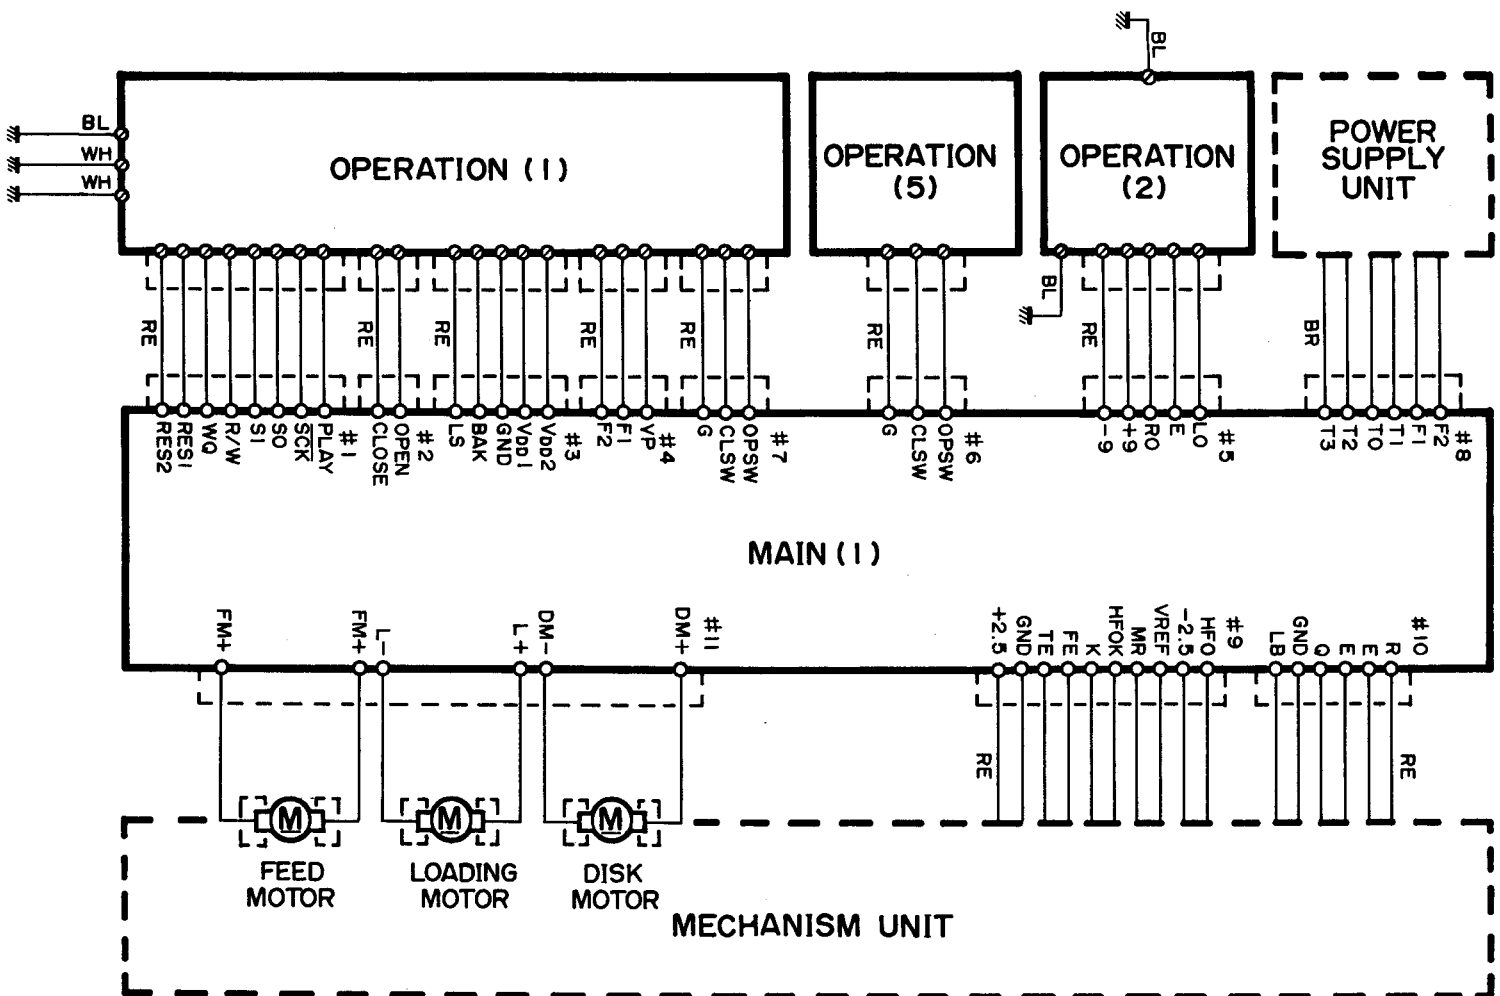 BL
BL
WH
WH
OPERATION (1)
OPERATION
(5)
OPERATION
(2)
POWER
SUPPLY
UNIT
BL
RE
RE
RE
RE
RE
RE
RE
BR
RES2
RES1
WQ
R/W
S1
SO
SCK
PLAY
#1
CLOSE
OPEN
#2
LS
BAK
GND
VDD1
VDD2
#3
F2
F1
VP
#4
G
CLSW
OPSW
#7
G
CLSW
OPSW
#6
-9
+9
RO
E
LO
#5
T3
T2
TO
T1
F1
F2
#8
MAIN (1)
FM+
FM+
L-
L+
DM-
DM+
#11
+2.5
GND
TE
FE
K
HFOK
MR
VREF
-2.5
HFO
#9
LB
GND
Q
E
E
R
#10
RE
RE
M
M
M
FEED
MOTOR
LOADING
MOTOR
DISK
MOTOR
MECHANISM UNIT